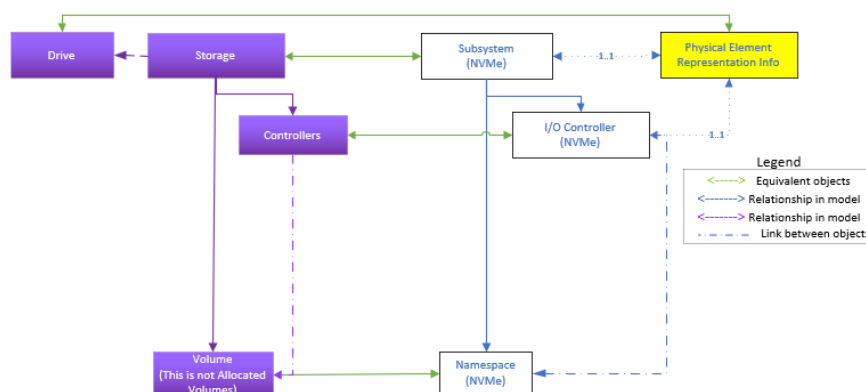 Drive
Storage
Subsystem
(NVMe)
1..1
Physical Element
Representation Info
Controllers
I/O Controller
(NVMe)
1..1
Legend
Equivalent objects
Relationship in model
Relationship in model
Link between objects
Volume
(This is not Allocated
Volumes)
Namespace
(NVMe)